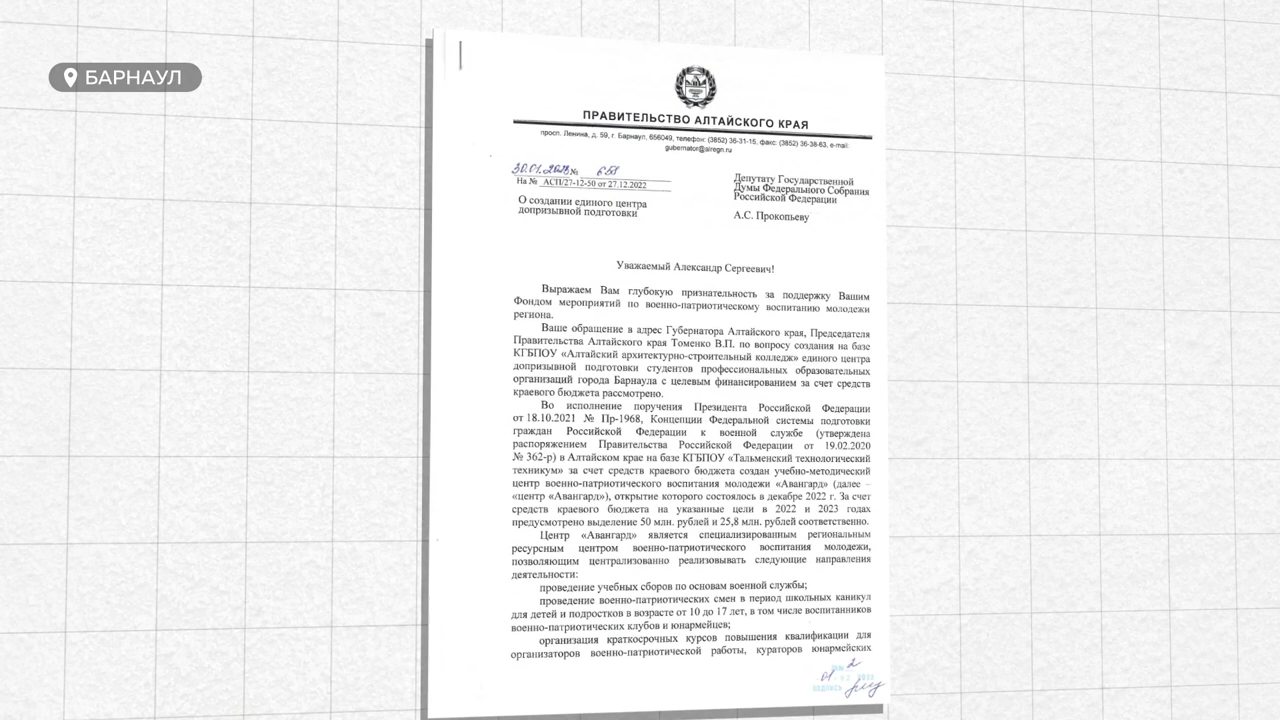 БАРНАУЛ
ПРАВИТЕЛЬСТВО АЛТАЙСКОГО КРАЯ
просп. Ленина, д. 59, г. Барнаул, 656049, телефон: (3852) 36-31-15, факс: (3852) 36-38-63, e-mail:
gubernator@alregn.ru
30.01.2023 №
На № АСП/27-12-50 от 27.12.2022
О создании единого центра
допризывной подготовки
Депутату Государственной
Думы Федерального Собрания
Российской Федерации
А.С. Прокопьеву
Уважаемый Александр Сергеевич!
Выражаем Вам глубокую признательность за поддержку Вашим
Фондом мероприятий по военно-патриотическому воспитанию молодежи
региона.
Ваше обращение в адрес Губернатора Алтайского края, Председателя
Правительства Алтайского края Томенко В.П. по вопросу создания на базе
КГБПОУ «Алтайский архитектурно-строительный колледж» единого центра
допризывной подготовки студентов профессиональных образовательных
организаций города Барнаула с целевым финансированием за счет средств
краевого бюджета рассмотрено.
Во исполнение поручения Президента Российской Федерации
от 18.10.2021 № Пр-1968, Концепции Федеральной системы подготовки
граждан Российской Федерации к военной службе (утверждена
распоряжением Правительства Российской Федерации от 19.02.2020
№ 362-р) в Алтайском крае на базе КГБПОУ «Тальменский технологический
техникум» за счет средств краевого бюджета создан учебно-методический
центр военно-патриотического воспитания молодежи «Авангард» (далее –
«центр «Авангард»), открытие которого состоялось в декабре 2022 г. За счет
средств краевого бюджета на указанные цели в 2022 и 2023 годах
предусмотрено выделение 50 млн. рублей и 25,8 млн. рублей соответственно.
Центр «Авангард» является специализированным региональным
ресурсным центром военно-патриотического воспитания молодежи,
позволяющим централизованно реализовывать следующие направления
деятельности:
проведение учебных сборов по основам военной службы;
проведение военно-патриотических смен в период школьных каникул
для детей и подростков в возрасте от 10 до 17 лет, в том числе воспитанников
военно-патриотических клубов и юнармейцев;
организация краткосрочных курсов повышения квалификации для
организаторов военно-патриотической работы, кураторов юнармейских